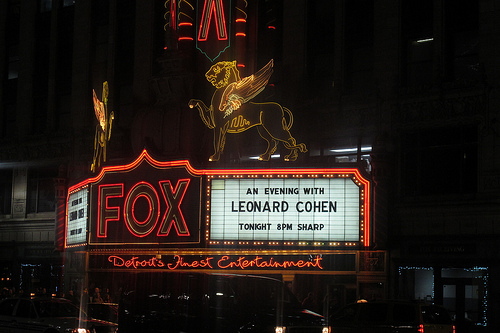 FOX
AN EVENING WITH
LEONARD COHEN
TONIGHT 8PM SHARP
Detroit's Finest Entertainment